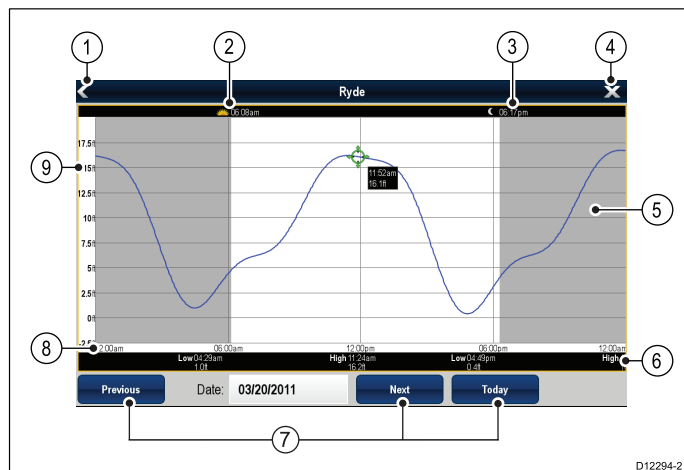 1
2
3
4
Ryde
06:08am
06:17pm
17.5ft
15ft
12.5ft
10ft
7.5ft
5ft
2.5ft
0ft
-2.5ft
9
11:52am
16.1ft
5
8
2:00am
06:00am
12:00pm
06:00pm
12:00am
Low 04:29am
1.0ft
High 11:24am
16.2ft
Low 04:49pm
0.4ft
High
6
Previous
Date:
03/20/2011
Next
Today
7
D12294-2